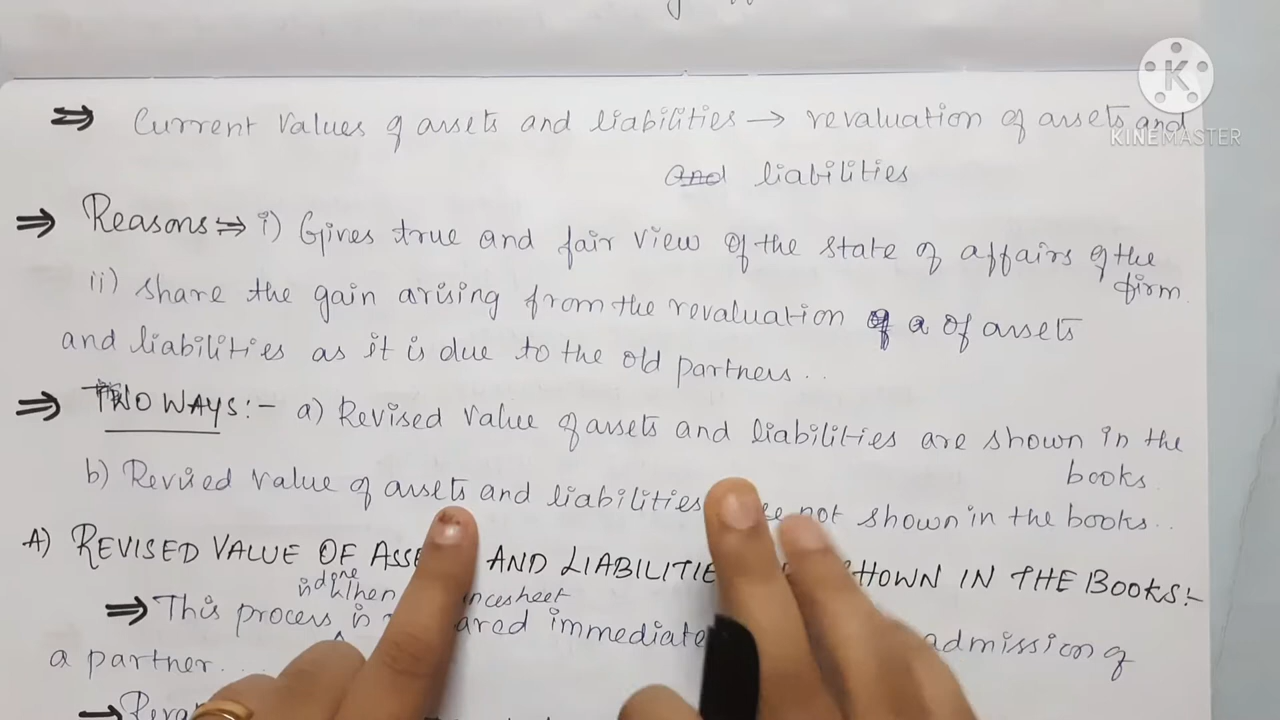 ⇒ Current values of assets and liabilities → revaluation of assets and
and liabilities
⇒ Reasons ⇒ i) Gives true and fair view of the state of affairs of the
firm
ii) share the gain arising from the revaluation of a of assets
and liabilities as it is due to the old partners..
⇒ TWO WAYS:- a) Revised value of assets and liabilities are shown in the
books
b) Revised value of assets and liabilities not shown in the books..
A) REVISED VALUE OF AND LIABILITIE SHOWN IN THE BOOKS:-
done
when
⇒ This process is immediate admission of
a partner..
K
KINEMASTER